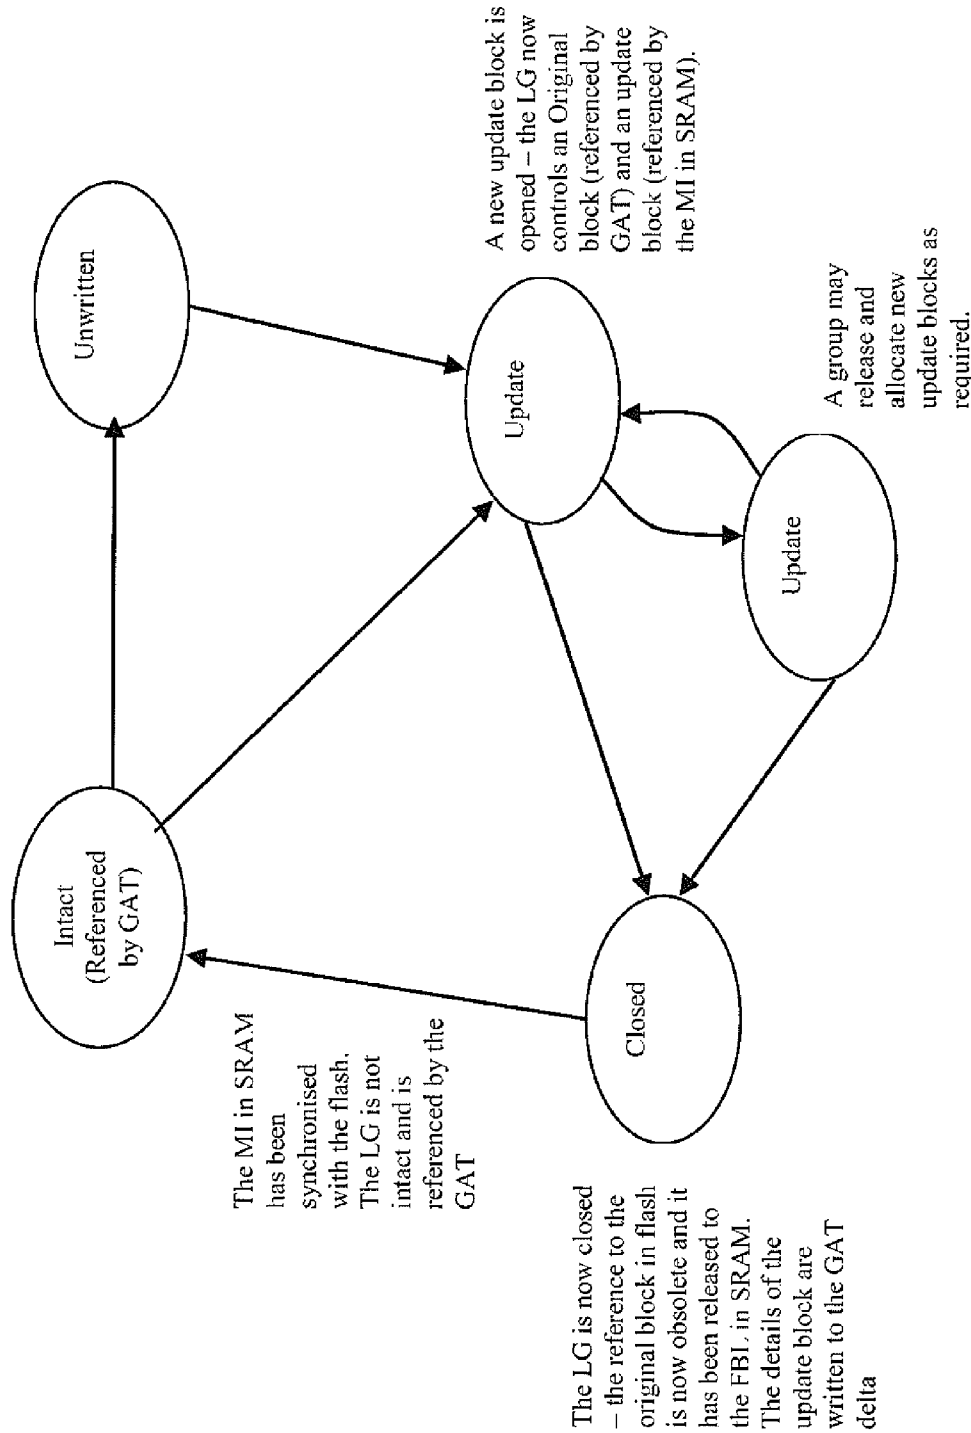 Unwritten
A new update block is
opened – the LG now
controls an Original
block (referenced by
GAT) and an update
block (referenced by
the MI in SRAM).
Intact
(Referenced
by GAT)
Update
A group may
release and
allocate new
update blocks as
required.
Update
The MI in SRAM
has been
synchronised
with the flash.
The LG is not
intact and is
referenced by the
GAT
Closed
The LG is now closed
– the reference to the
original block in flash
is now obsolete and it
has been released to
the FBL in SRAM.
The details of the
update block are
written to the GAT
delta